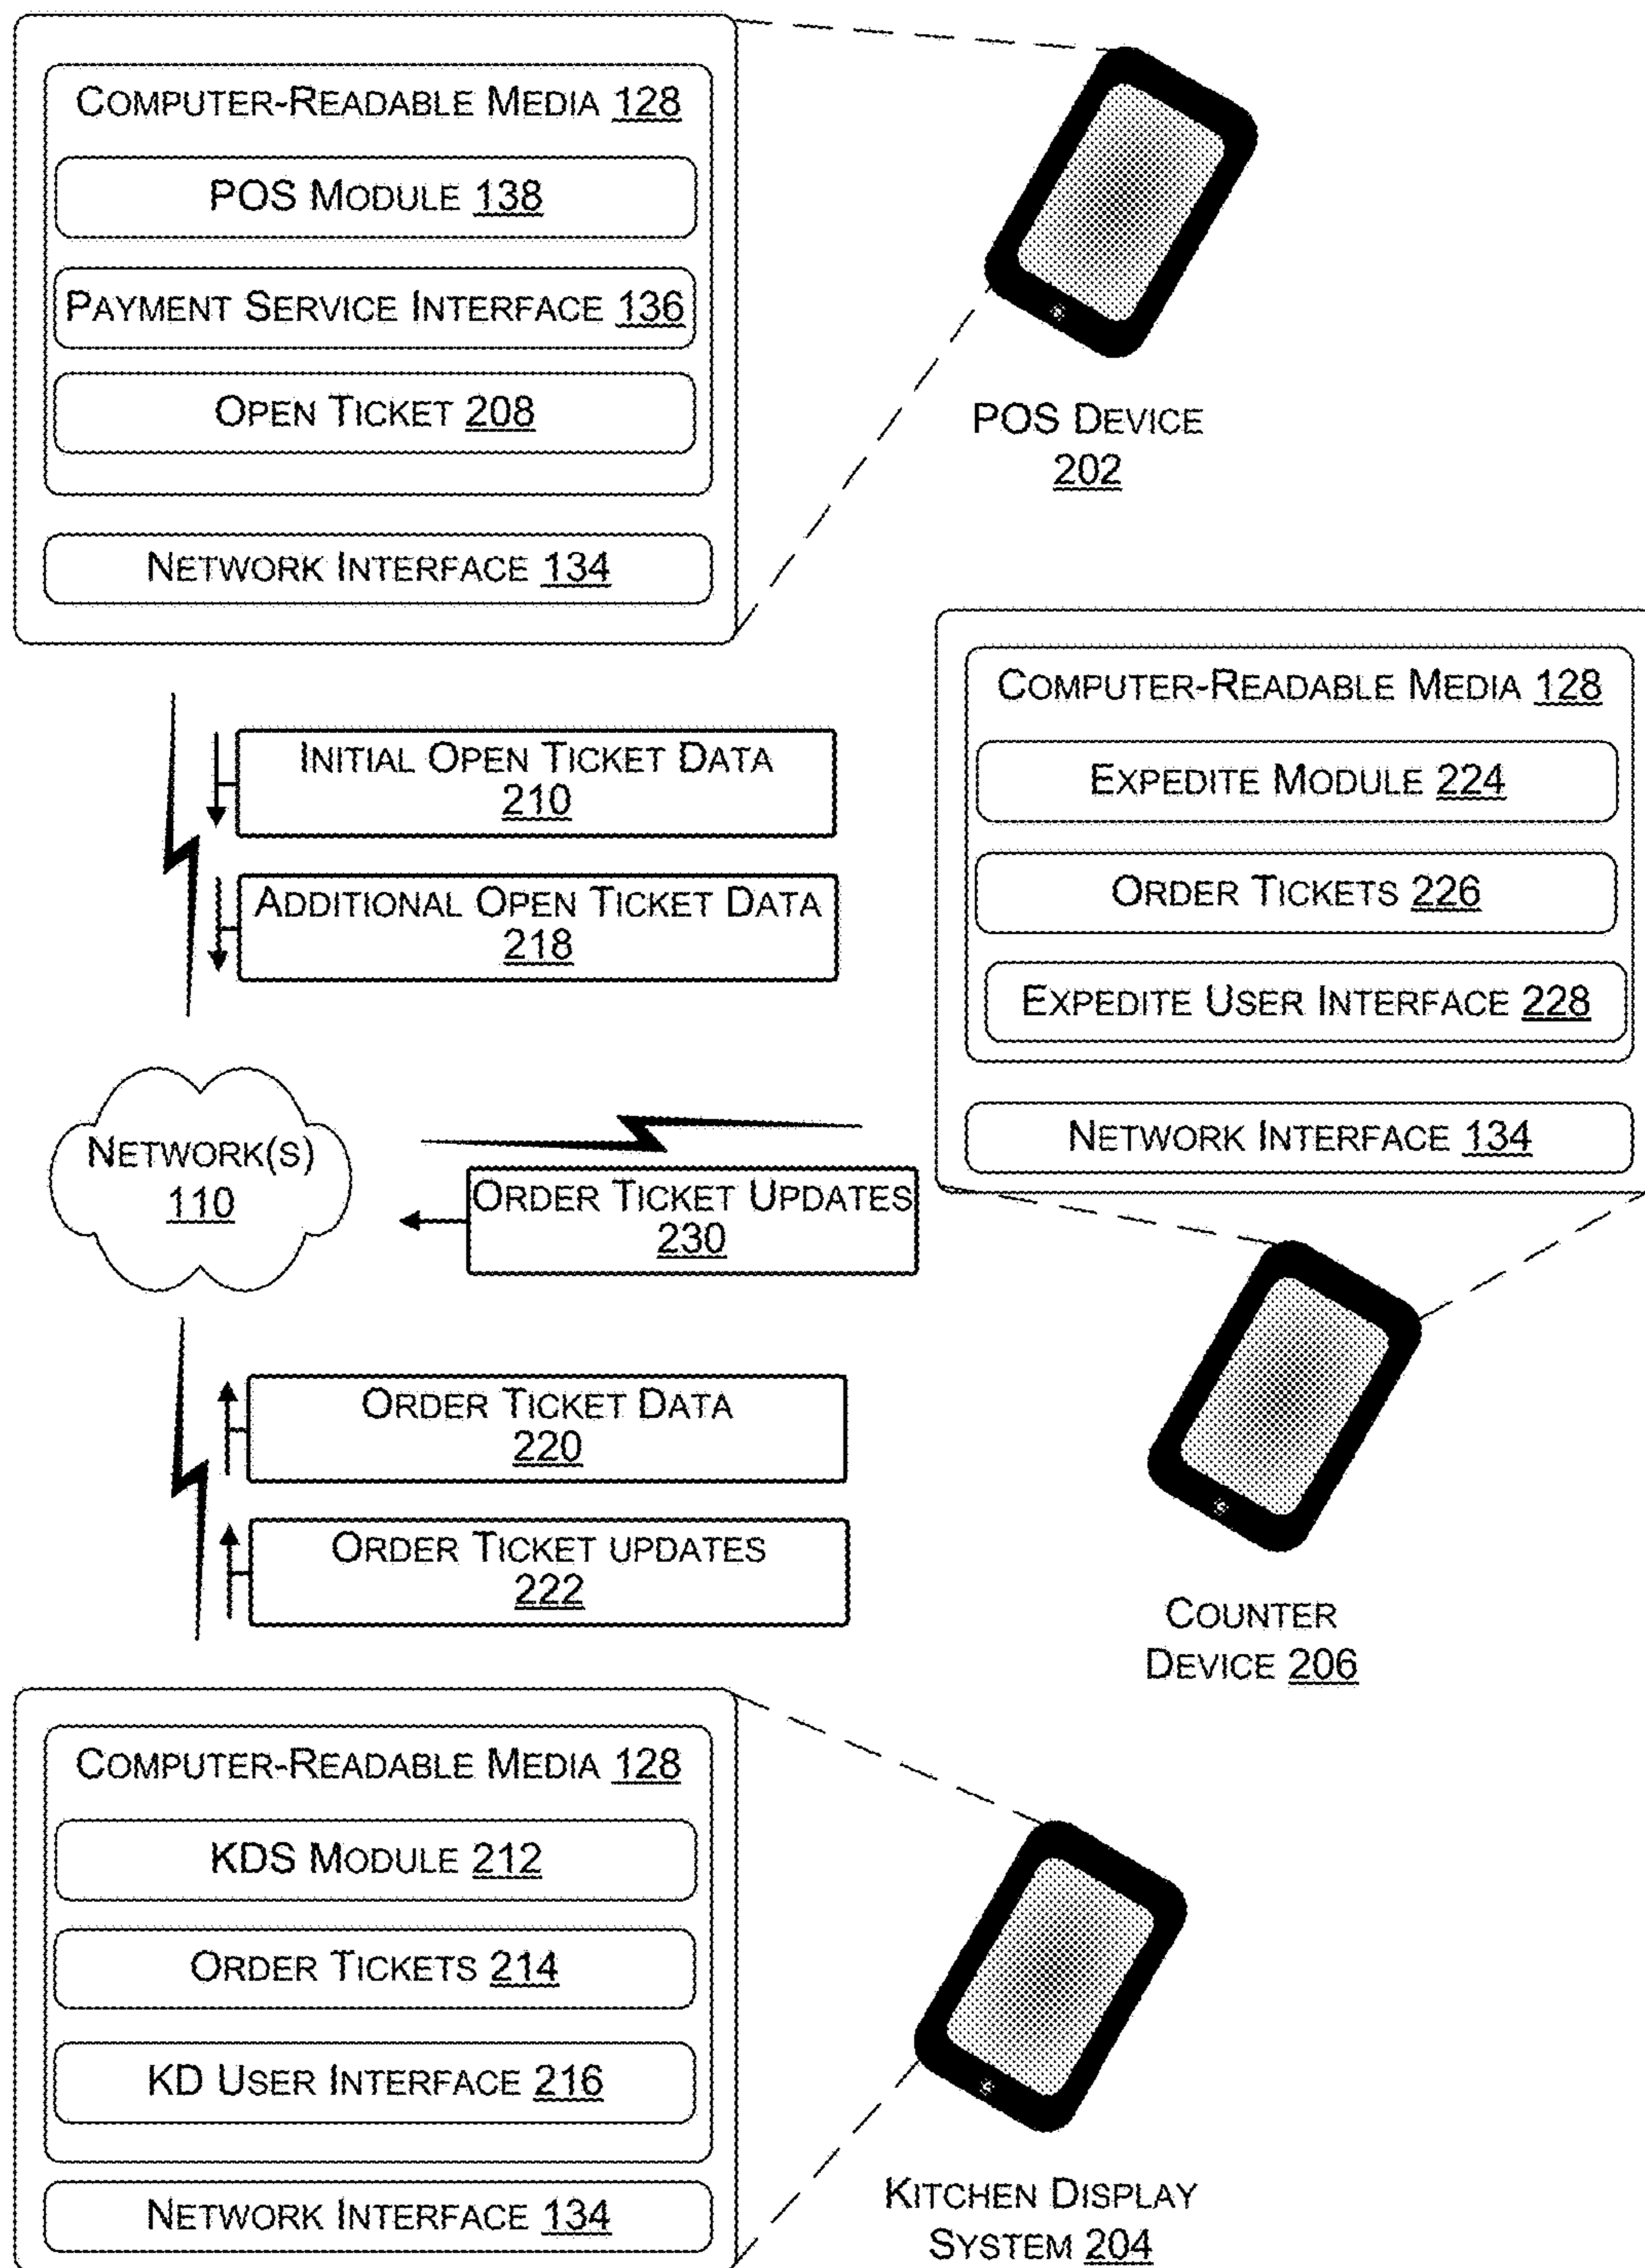 COMPUTER-READABLE MEDIA 128
POS MODULE 138
PAYMENT SERVICE INTERFACE 136
OPEN TICKET 208
NETWORK INTERFACE 134
POS DEVICE
202
INITIAL OPEN TICKET DATA
210
ADDITIONAL OPEN TICKET DATA
218
COMPUTER-READABLE MEDIA 128
EXPEDITE MODULE 224
ORDER TICKETS 226
EXPEDITE USER INTERFACE 228
NETWORK INTERFACE 134
NETWORK(S)
110
ORDER TICKET UPDATES
230
ORDER TICKET DATA
220
ORDER TICKET UPDATES
222
COUNTER
DEVICE 206
COMPUTER-READABLE MEDIA 128
KDS MODULE 212
ORDER TICKETS 214
KD USER INTERFACE 216
NETWORK INTERFACE 134
KITCHEN DISPLAY
SYSTEM 204